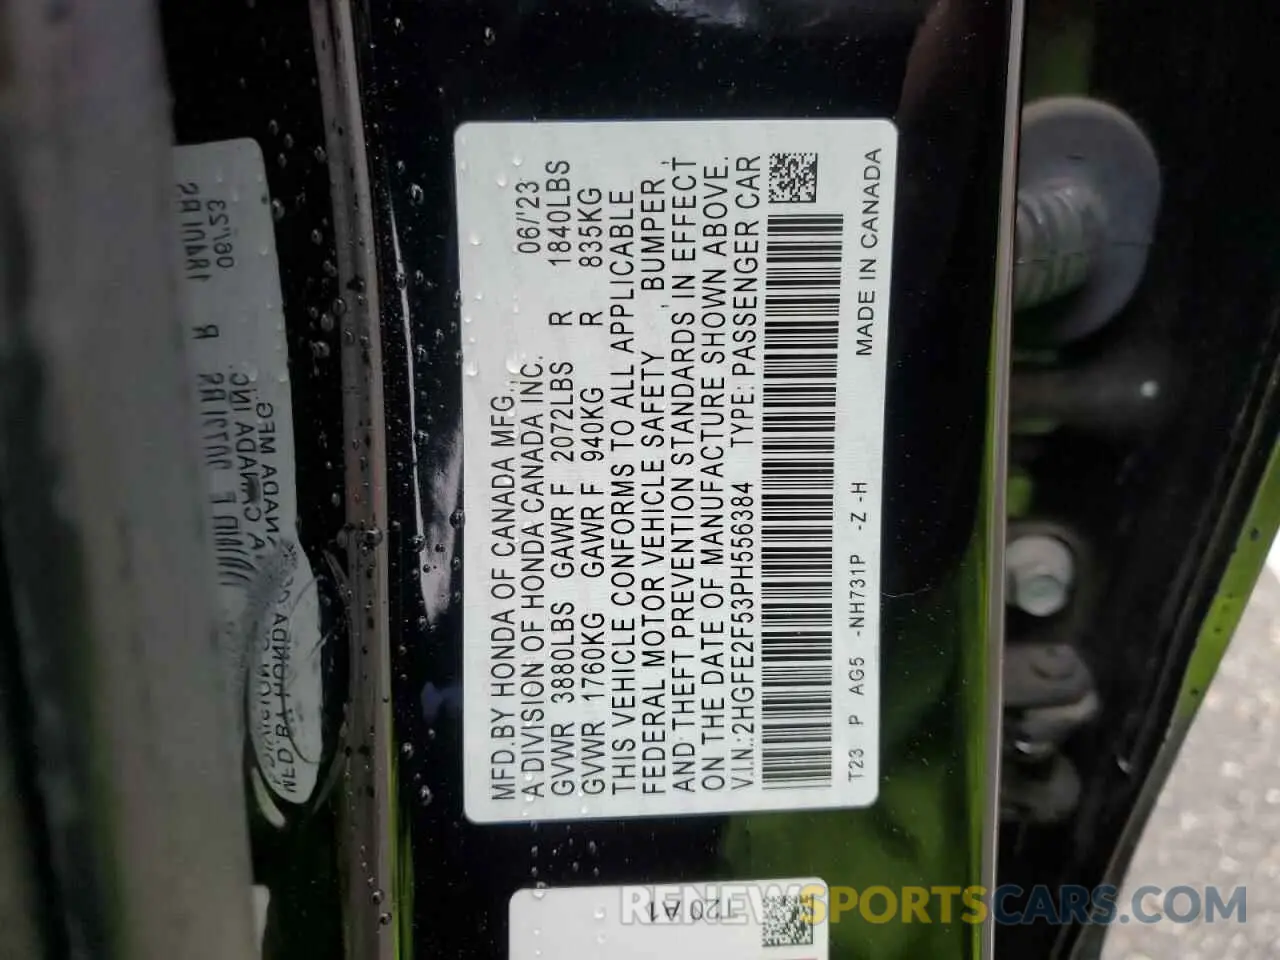 MFD.BY HONDA OF CANADA MFG.,
A DIVISION OF HONDA CANADA INC. 06/'23
GVWR 3880LBS GAWR F 2072LBS R 1840LBS
GVWR 1760KG GAWR F 940KG R 835KG
THIS VEHICLE CONFORMS TO ALL APPLICABLE
FEDERAL MOTOR VEHICLE SAFETY, BUMPER,
AND THEFT PREVENTION STANDARDS IN EFFECT
ON THE DATE OF MANUFACTURE SHOWN ABOVE.
V.I.N.:2HGFE2F53PH556384 TYPE:PASSENGER CAR
T23 P AG5 -NH731P -Z -H
MADE IN CANADA
T20 A1
RENEWSPORTSCARS.COM